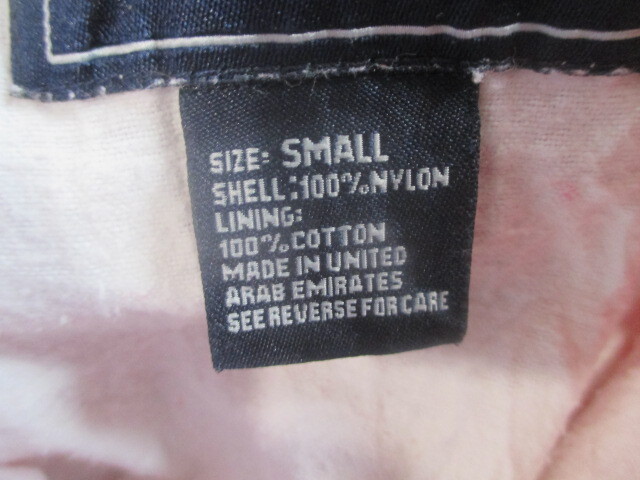 SIZE: SMALL
SHELL:100%NYLON
LINING:
100%COTTON
MADE IN UNITED
ARAB EMIRATES
SEE REVERSE FOR CARE